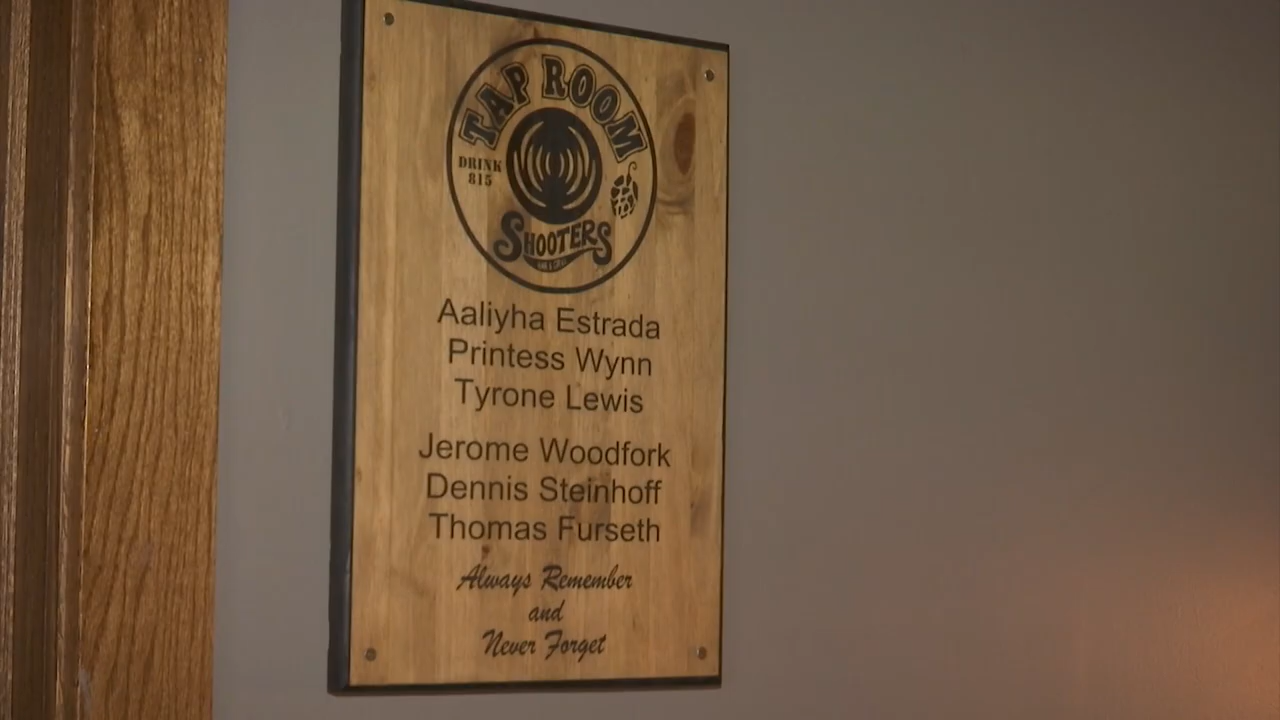 TAP ROOM
DRINK
815
SHOOTERS
Aaliyha Estrada
Printess Wynn
Tyrone Lewis
Jerome Woodfork
Dennis Steinhoff
Thomas Furseth
Always Remember
and
Never Forget